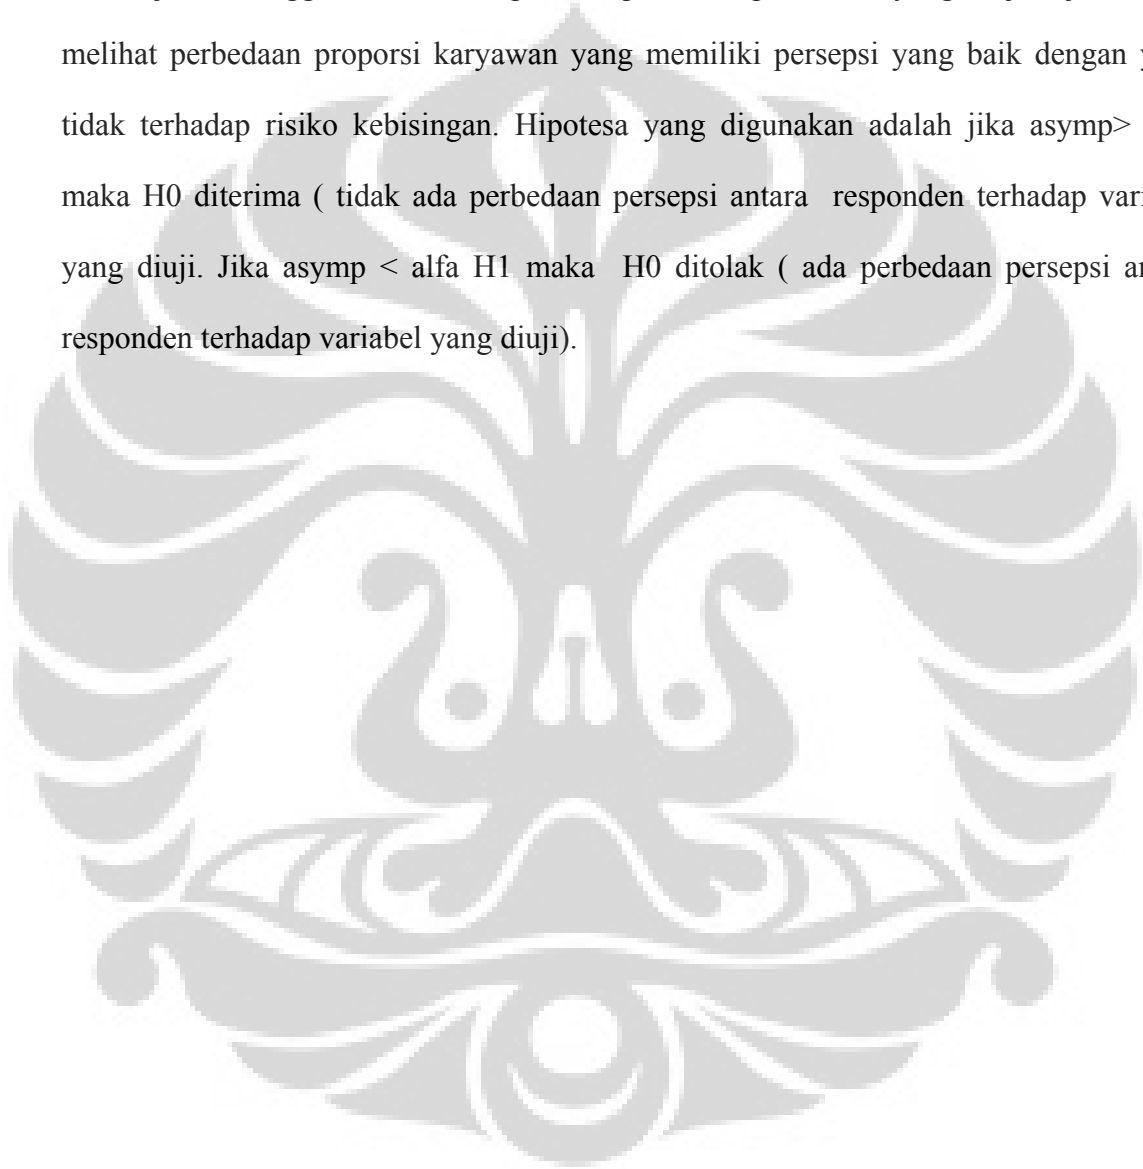 melihat perbedaan proporsi karyawan yang memiliki persepsi yang baik dengan
tidak terhadap risiko kebisingan. Hipotesa yang digunakan adalah jika asymp>
maka H0 diterima ( tidak ada perbedaan persepsi antara responden terhadap vari
yang diuji. Jika asymp < alfa H1 maka H0 ditolak ( ada perbedaan persepsi an
responden terhadap variabel yang diuji).